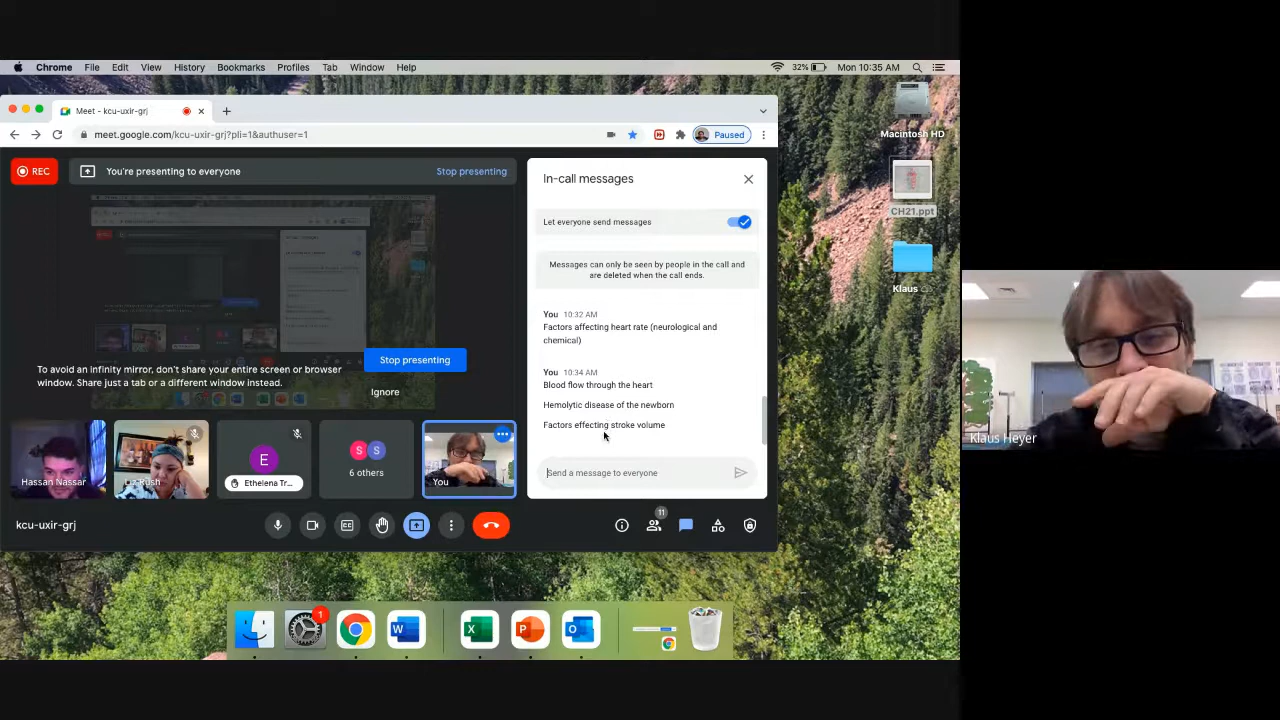 Chrome File Edit View History Bookmarks Profiles Tab Window Help
32% Mon 10:35 AM
Meet - kcu-uxir-grj
meet.google.com/kcu-uxir-grj?pli=1&authuser=1
Paused
Macintosh HD
CH21.ppt
Klaus
REC
You're presenting to everyone
Stop presenting
To avoid an infinity mirror, don't share your entire screen or browser
window. Share just a tab or a different window instead.
Stop presenting
Ignore
In-call messages
Let everyone send messages
Messages can only be seen by people in the call and
are deleted when the call ends.
You 10:32 AM
Factors affecting heart rate (neurological and
chemical)
You 10:34 AM
Blood flow through the heart
Hemolytic disease of the newborn
Factors effecting stroke volume
Send a message to everyone
Hassan Nassar
Liz Rush
E
Ethelena Tr...
S S
6 others
You
kcu-uxir-grj
CC
11
1
W
X
P
O
Klaus Heyer